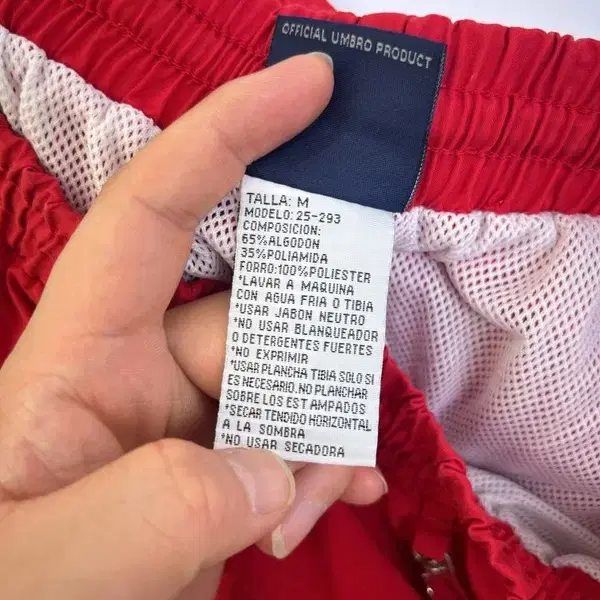 OFFICIAL UMBRO PRODUCT
TALLA: M
MODELO: 25-293
COMPOSICION:
65%ALGODON
35%POLIAMIDA
FORRO:100%POLIESTER
*LAVAR A MAQUINA
CON AGUA FRIA O TIBIA
*USAR JABON NEUTRO
*NO USAR BLANQUEADOR
O DETERGENTES FUERTES
*NO EXPRIMIR
*USAR PLANCHA TIBIA SOLO SI
ES NECESARIO.NO PLANCHAR
SOBRE LOS EST AMPADOS
*SECAR TENDIDO HORIZONTAL
A LA SOMBRA
*NO USAR SECADORA